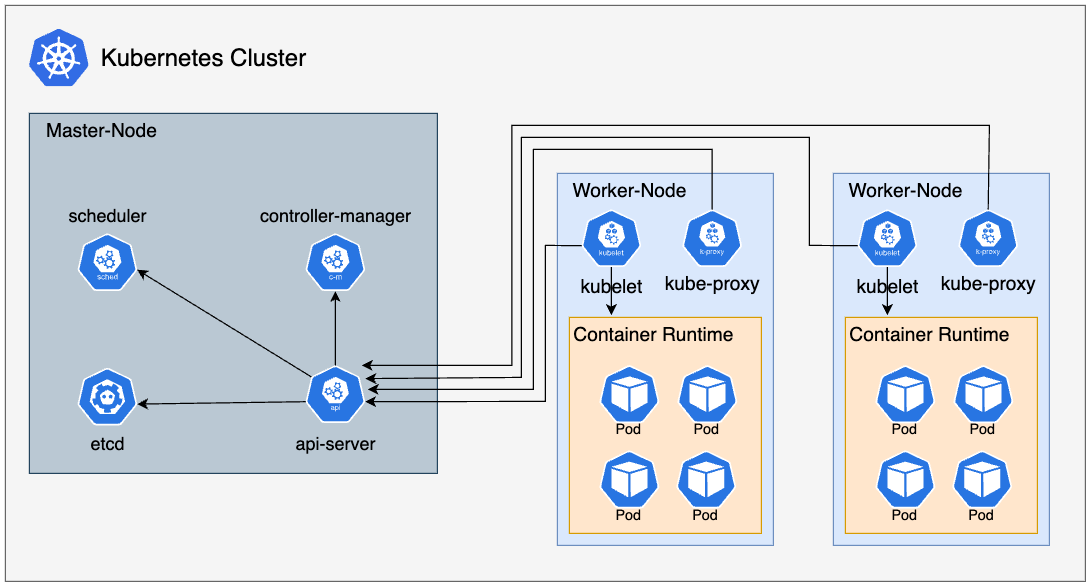 Kubernetes Cluster
Master-Node
scheduler
controller-manager
sched
c-m
api
etcd
api-server
Worker-Node
kubelet
k-proxy
kubelet
kube-proxy
Container Runtime
Pod
Pod
Pod
Pod
Worker-Node
kubelet
k-proxy
kubelet
kube-proxy
Container Runtime
Pod
Pod
Pod
Pod